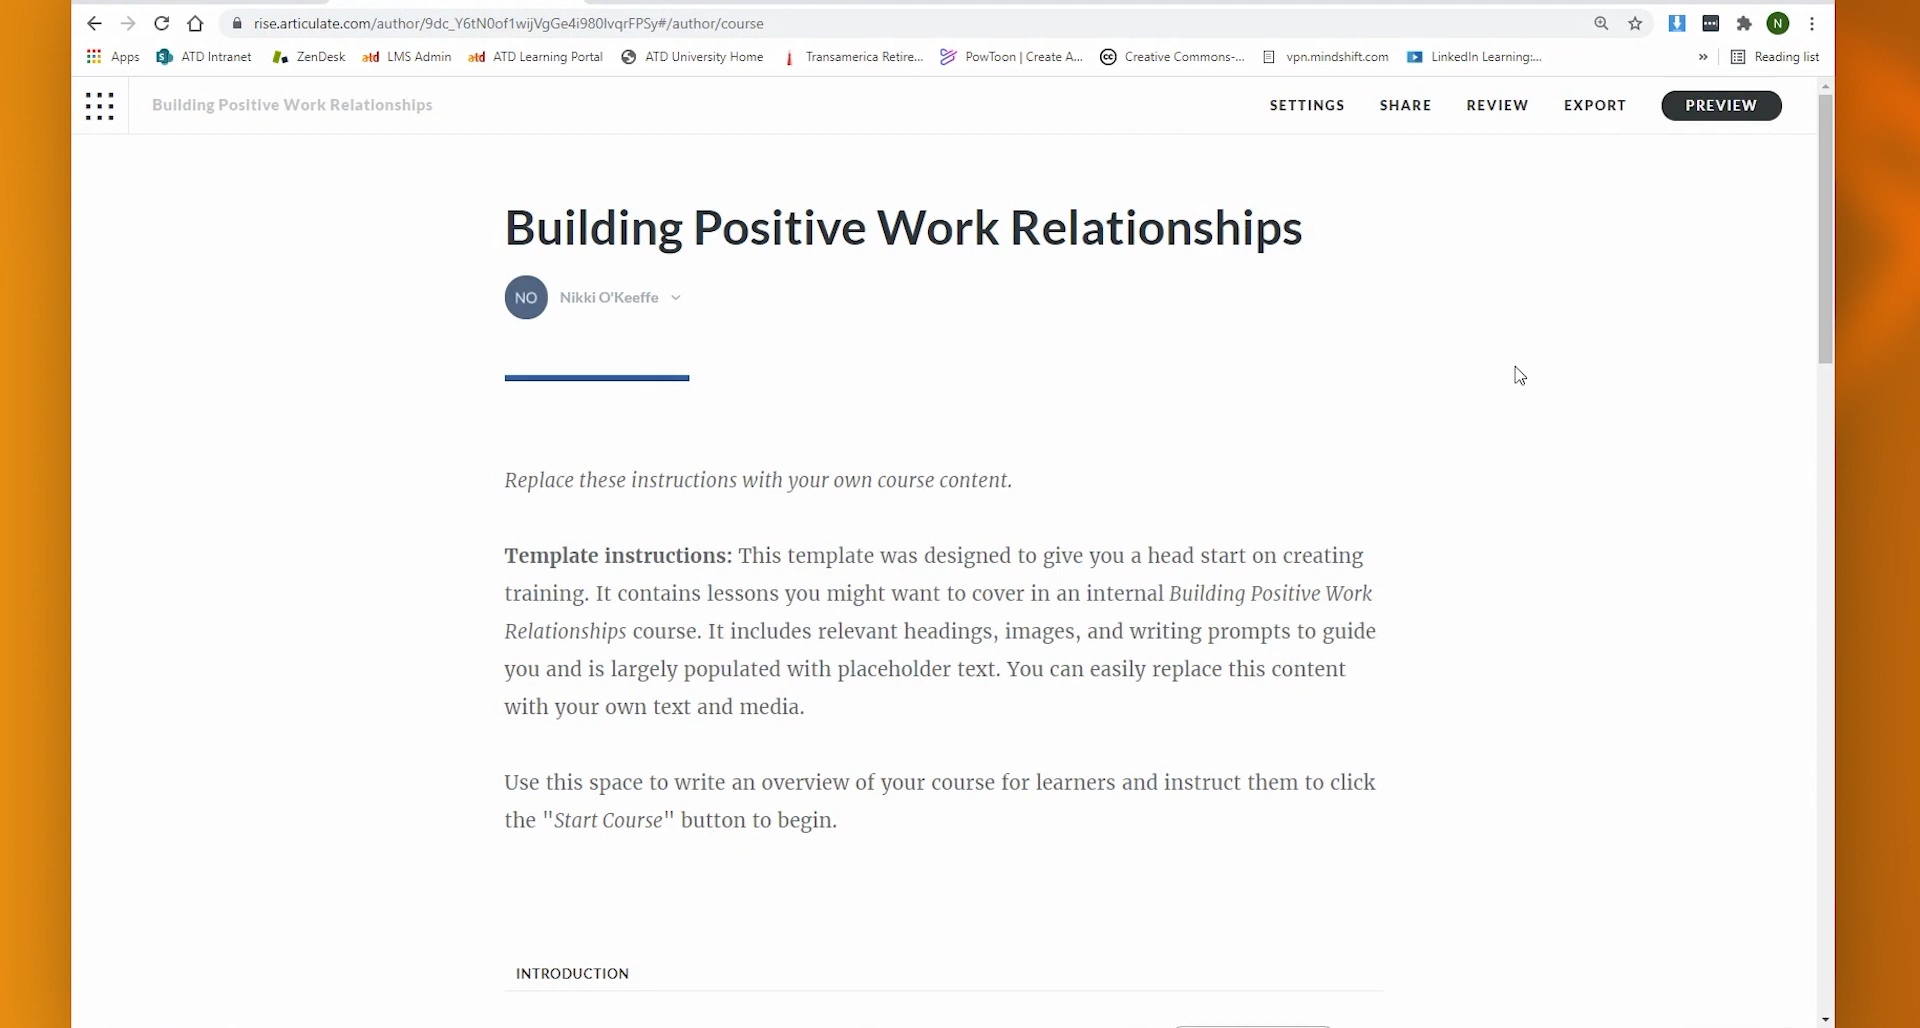 rise.articulate.com/author/9dc_Y6tN0of1wijVgGe4i980IvqrFPSy#/author/course
N
Apps ATD Intranet ZenDesk atd LMS Admin atd ATD Learning Portal ATD University Home Transamerica Retire... PowToon | Create A... cc Creative Commons-... vpn.mindshift.com LinkedIn Learning:... » Reading list
Building Positive Work Relationships SETTINGS SHARE REVIEW EXPORT PREVIEW
Building Positive Work Relationships
NO Nikki O'Keeffe
Replace these instructions with your own course content.
Template instructions: This template was designed to give you a head start on creating
training. It contains lessons you might want to cover in an internal Building Positive Work
Relationships course. It includes relevant headings, images, and writing prompts to guide
you and is largely populated with placeholder text. You can easily replace this content
with your own text and media.
Use this space to write an overview of your course for learners and instruct them to click
the "Start Course" button to begin.
INTRODUCTION